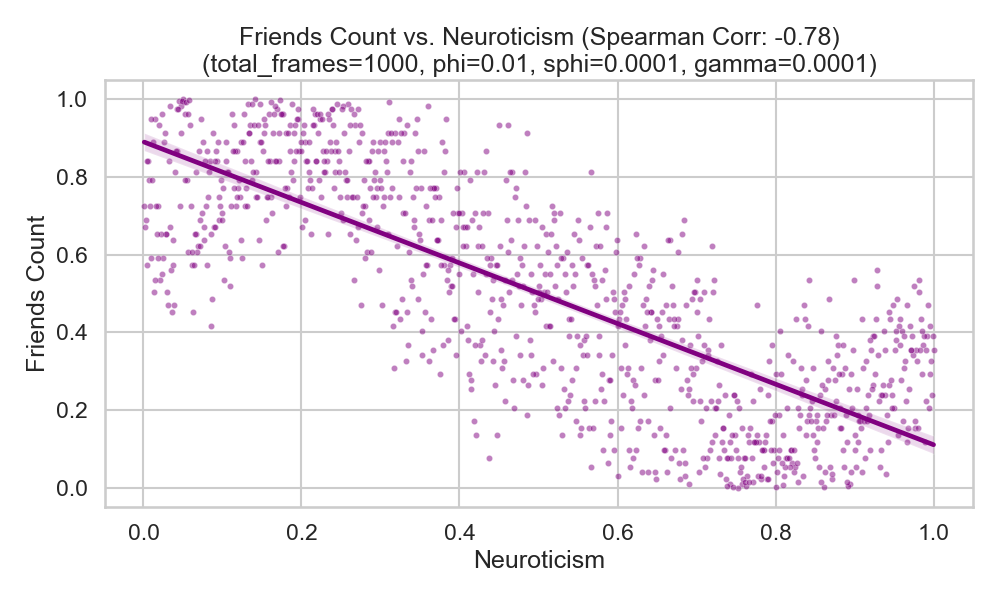 Friends Count vs. Neuroticism (Spearman Corr: -0.78)
(total_frames=1000, phi=0.01, sphi=0.0001, gamma=0.0001)
1.0
0.8
0.6
0.4
0.2
0.0
Friends Count
0.0 0.2 0.4 0.6 0.8 1.0
Neuroticism